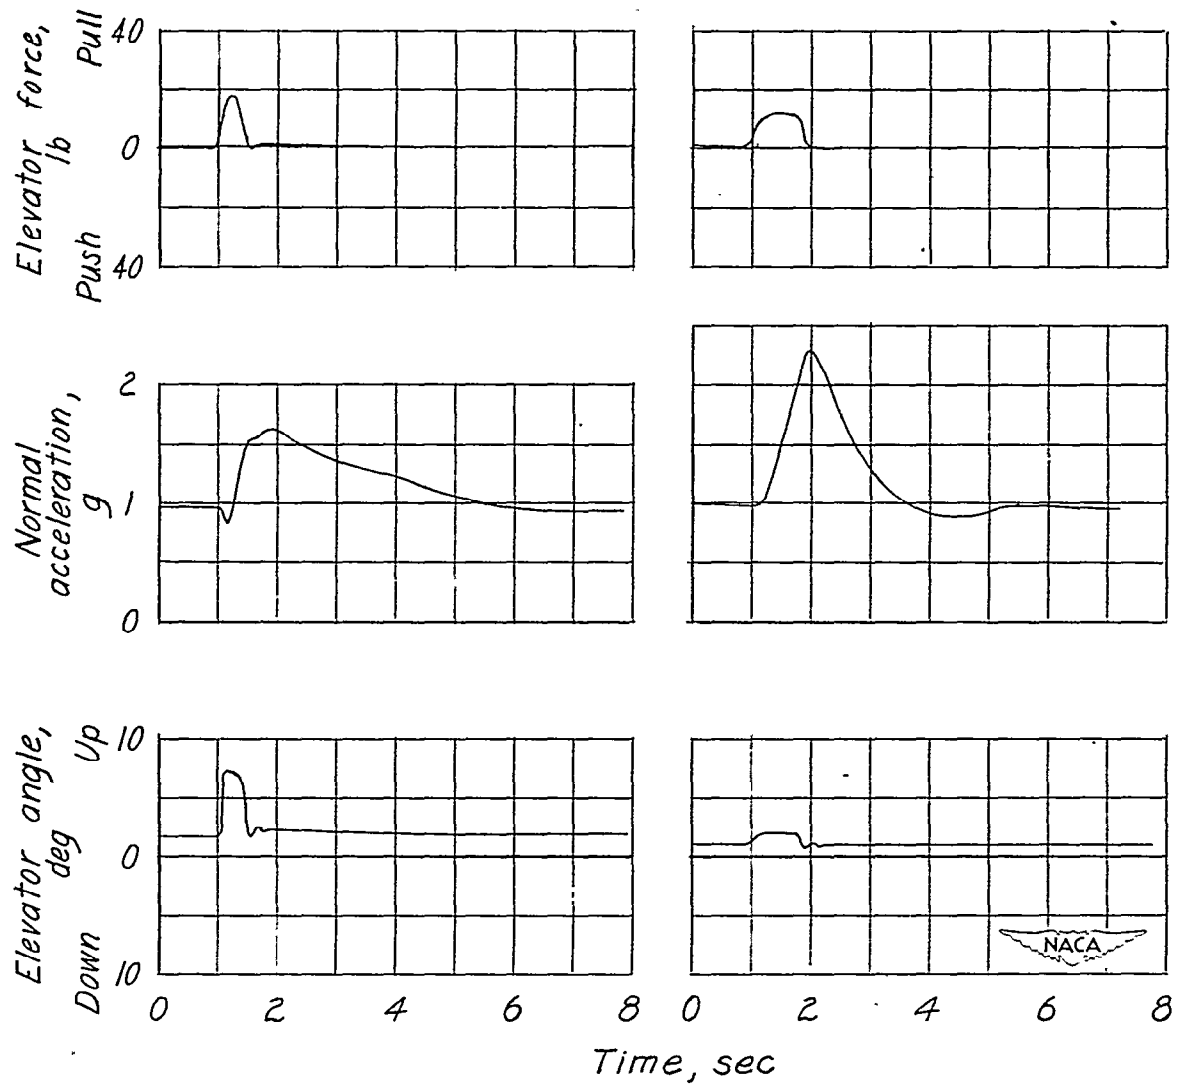 Elevator force,
lb
Pull
Push
40
0
40
Normal
acceleration,
g
2
1
0
Elevator angle,
deg
Up
Down
10
0
10
NACA
0 2 4 6 8
0 2 4 6 8
Time, sec